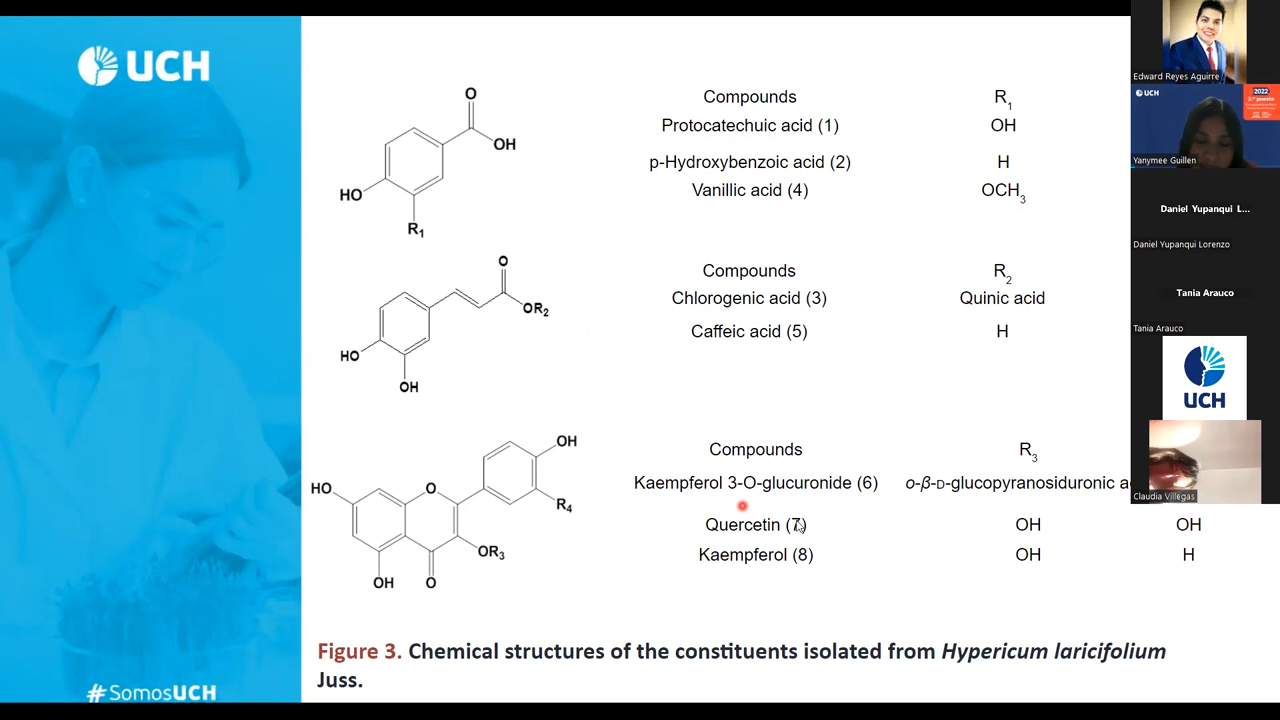 UCH
O
OH
HO
R1
Compounds R1
Protocatechuic acid (1) OH
p-Hydroxybenzoic acid (2) H
Vanillic acid (4) OCH3
O
OR2
HO
OH
Compounds R2
Chlorogenic acid (3) Quinic acid
Caffeic acid (5) H
OH
HO
O
R4
OR3
OH
O
Compounds R3
Kaempferol 3-O-glucuronide (6) o-β-D-glucopyranosiduronic
Quercetin (7) OH OH
Kaempferol (8) OH H
Figure 3. Chemical structures of the constituents isolated from Hypericum laricifolium
Juss.
#SomosUCH
Edward Reyes Aguirre
UCH
2022
Yanymee Guillen
Daniel Yupanqui L...
Daniel Yupanqui Lorenzo
Tania Arauco
Tania Arauco
UCH
Claudia Villegas